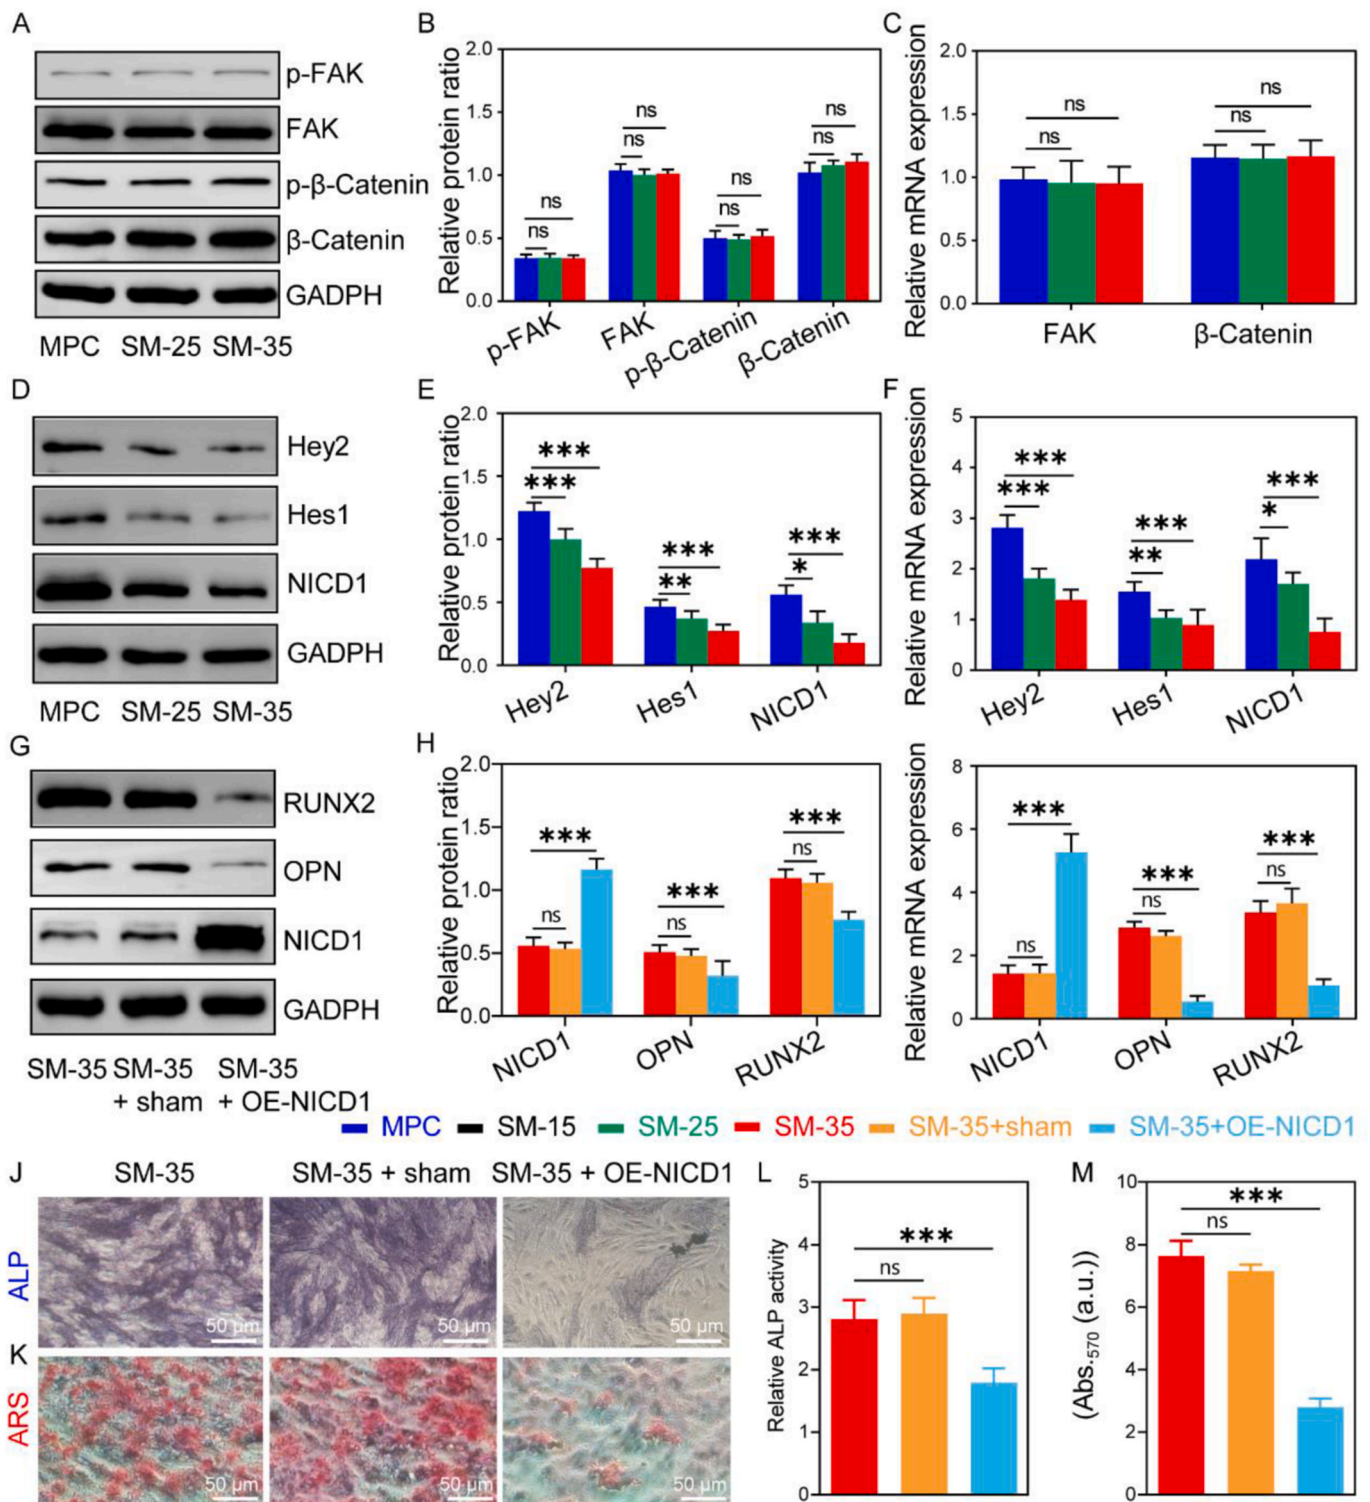 A
p-FAK
FAK
p-β-Catenin
β-Catenin
GADPH
MPC SM-25 SM-35
B
Relative protein ratio
2.0
1.5
1.0
0.5
0.0
ns
ns
ns
ns
ns
ns
ns
ns
p-FAK FAK p-β-Catenin β-Catenin
C
Relative mRNA expression
2.0
1.5
1.0
0.5
0.0
ns
ns
ns
ns
FAK β-Catenin
D
Hey2
Hes1
NICD1
GADPH
MPC SM-25 SM-35
E
Relative protein ratio
2.0
1.5
1.0
0.5
0.0
***
***
***
**
***
*
Hey2 Hes1 NICD1
F
Relative mRNA expression
5
4
3
2
1
0
***
***
***
**
***
*
Hey2 Hes1 NICD1
G
RUNX2
OPN
NICD1
GADPH
SM-35 SM-35 SM-35
+ sham + OE-NICD1
H
Relative protein ratio
2.0
1.5
1.0
0.5
0.0
***
ns
***
ns
***
ns
NICD1 OPN RUNX2
Relative mRNA expression
8
6
4
2
0
***
ns
***
ns
***
ns
NICD1 OPN RUNX2
MPC SM-15 SM-25 SM-35 SM-35+sham SM-35+OE-NICD1
J
SM-35 SM-35 + sham SM-35 + OE-NICD1
ALP
50 µm 50 µm 50 µm
K
ARS
50 µm 50 µm 50 µm
L
Relative ALP activity
5
4
3
2
1
0
***
ns
M
(Abs.570 (a.u.))
10
8
6
4
2
0
***
ns